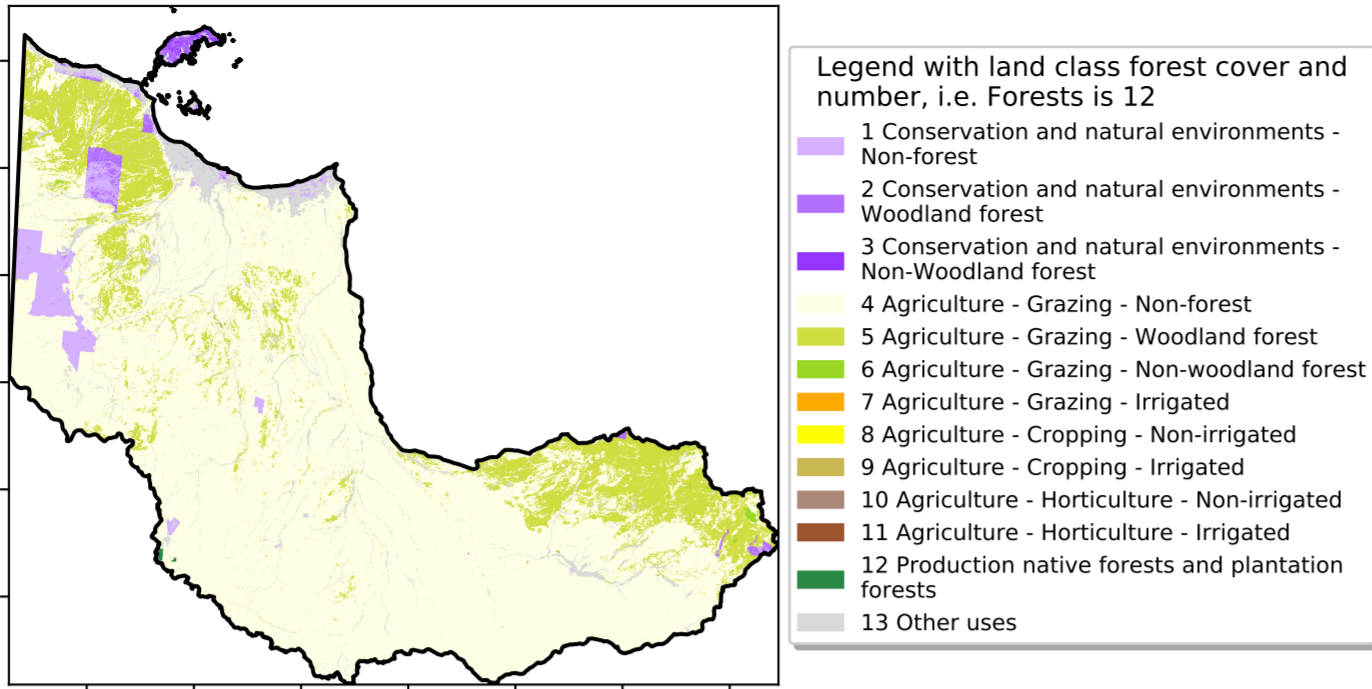 Legend with land class forest cover and
number, i.e. Forests is 12
1 Conservation and natural environments -
Non-forest
2 Conservation and natural environments -
Woodland forest
3 Conservation and natural environments -
Non-Woodland forest
4 Agriculture - Grazing - Non-forest
5 Agriculture - Grazing - Woodland forest
6 Agriculture - Grazing - Non-woodland forest
7 Agriculture - Grazing - Irrigated
8 Agriculture - Cropping - Non-irrigated
9 Agriculture - Cropping - Irrigated
10 Agriculture - Horticulture - Non-irrigated
11 Agriculture - Horticulture - Irrigated
12 Production native forests and plantation
forests
13 Other uses